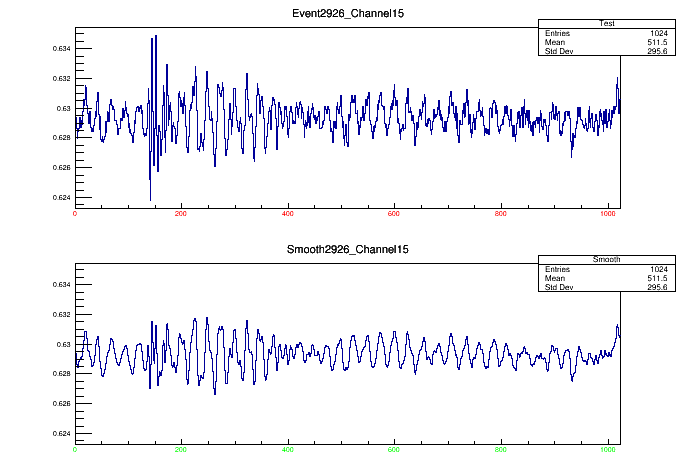 Event2926_Channel15
Test
Entries 1024
Mean 511.5
Std Dev 295.6
0.634
0.632
0.63
0.628
0.626
0.624
0 200 400 600 800 1000
Smooth2926_Channel15
Smooth
Entries 1024
Mean 511.5
Std Dev 295.6
0.634
0.632
0.63
0.628
0.626
0.624
0 200 400 600 800 1000